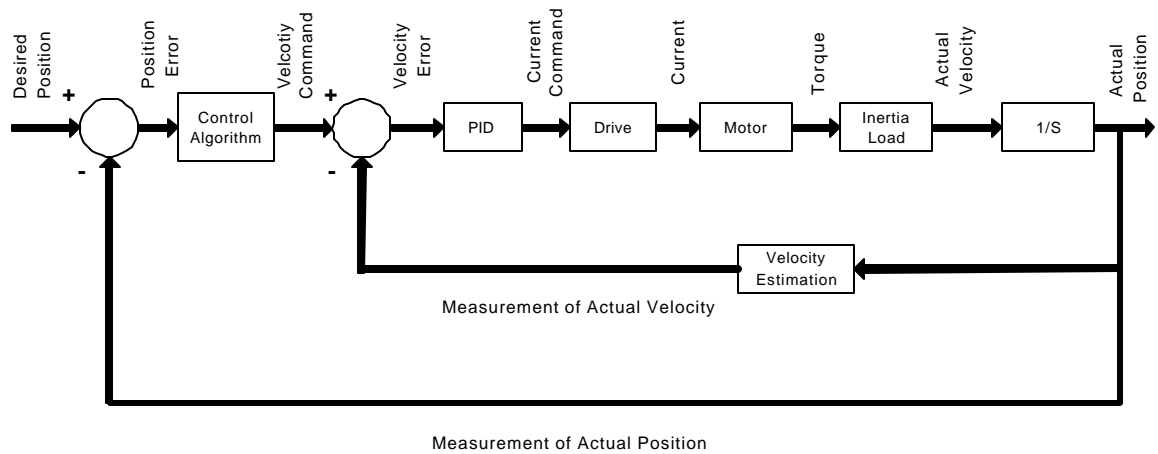 Desired
Position
+
-
Position
Error
Control
Algorithm
Velcotiy
Command
+
-
Velocity
Error
PID
Current
Command
Drive
Current
Motor
Torque
Inertia
Load
Actual
Velocity
1/S
Actual
Position
Velocity
Estimation
Measurement of Actual Velocity
Measurement of Actual Position